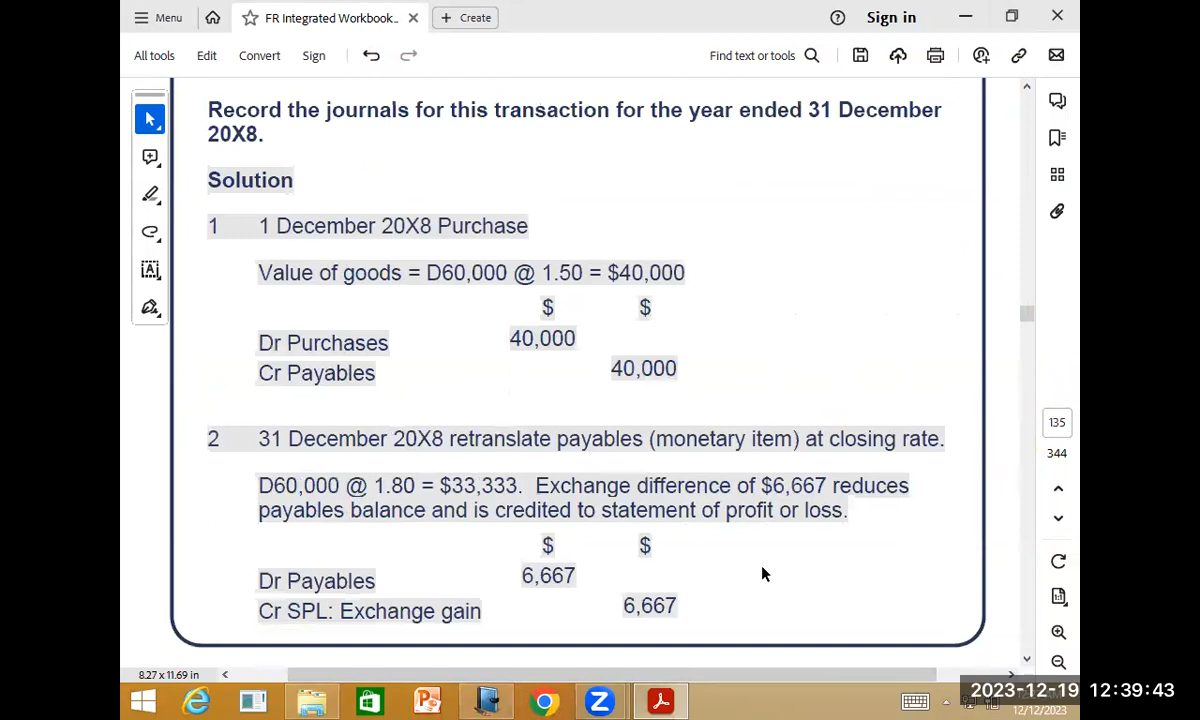 Menu
FR Integrated Workbook...
Create
Sign in
All tools
Edit
Convert
Sign
Find text or tools
Record the journals for this transaction for the year ended 31 December
20X8.
Solution
1 1 December 20X8 Purchase
Value of goods = D60,000 @ 1.50 = $40,000
$ $
Dr Purchases 40,000
Cr Payables 40,000
2 31 December 20X8 retranslate payables (monetary item) at closing rate.
D60,000 @ 1.80 = $33,333. Exchange difference of $6,667 reduces
payables balance and is credited to statement of profit or loss.
$ $
Dr Payables 6,667
Cr SPL: Exchange gain 6,667
135
344
8.27 x 11.69 in
2023-12-19 12:39:43
12/12/2023